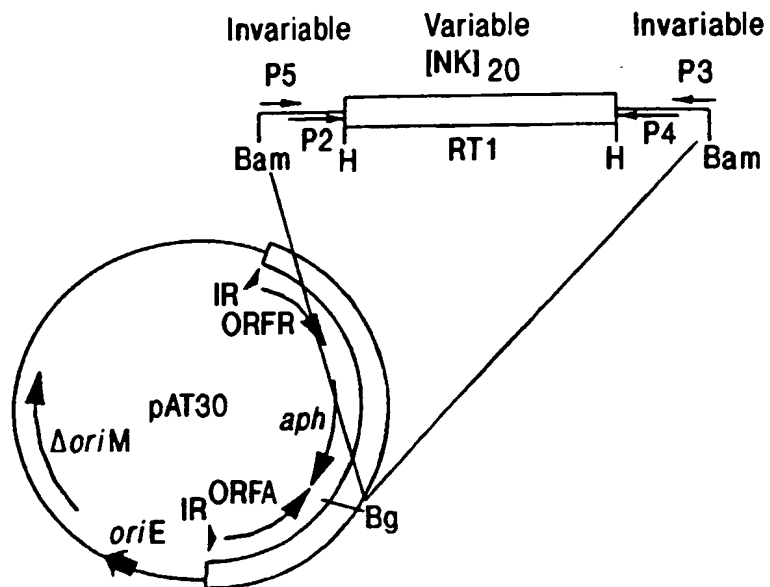 Invariable Variable Invariable
P5 [NK] 20 P3
P2 P4
Bam H RT1 H Bam
IR
ORFR
pAT30 aph
ΔoriM
IR ORFA
Bg
oriE